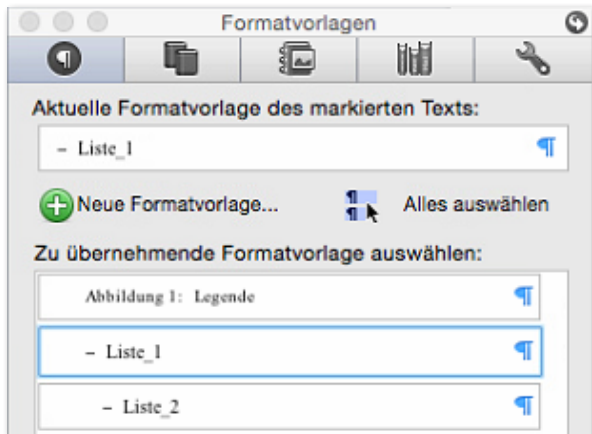 Formatvorlagen
Aktuelle Formatvorlage des markierten Texts:
– Liste_1 ¶
Neue Formatvorlage... Alles auswählen
Zu übernehmende Formatvorlage auswählen:
Abbildung 1: Legende ¶
– Liste_1 ¶
– Liste_2 ¶